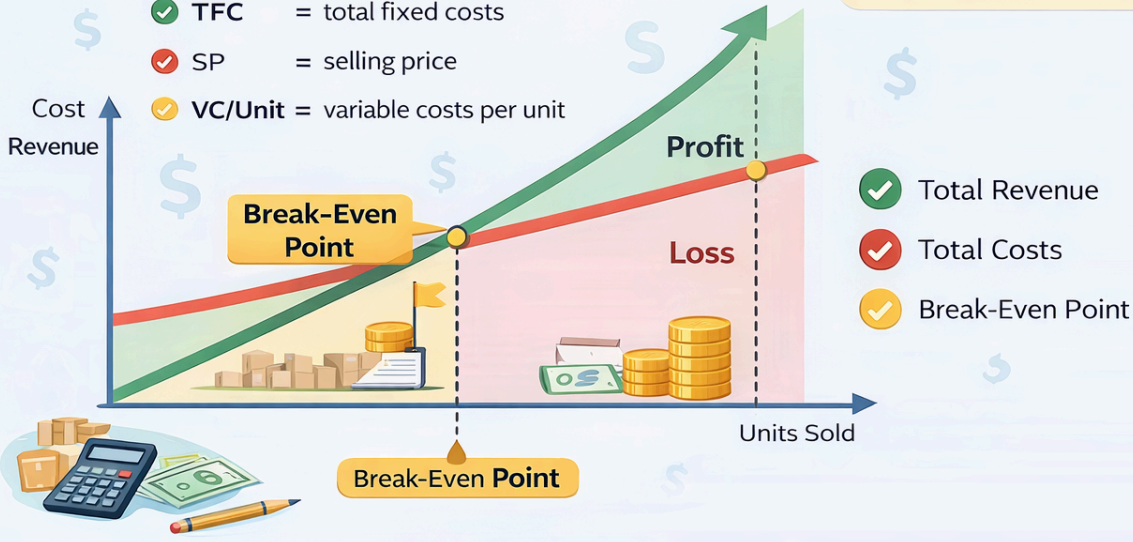 TFC = total fixed costs
SP = selling price
VC/Unit = variable costs per unit
Cost
Revenue
Break-Even
Point
Profit
Loss
Total Revenue
Total Costs
Break-Even Point
Units Sold
Break-Even Point